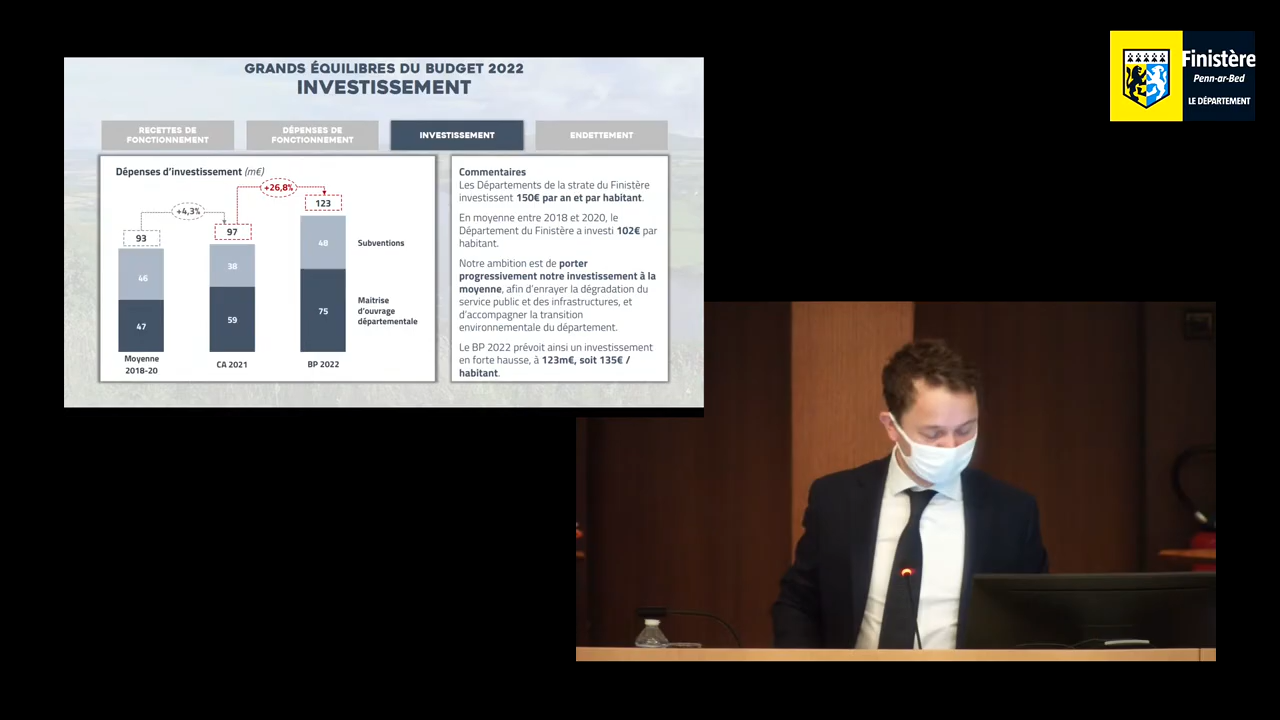 GRANDS ÉQUILIBRES DU BUDGET 2022
INVESTISSEMENT
RECETTES DE
FONCTIONNEMENT
DÉPENSES DE
FONCTIONNEMENT
INVESTISSEMENT
ENDETTEMENT
Dépenses d'investissement (m€)
+26,8%
+4,3%
123
97
93
48
38
46
75
59
47
Subventions
Maitrise
d'ouvrage
départementale
Moyenne
2018-20
CA 2021
BP 2022
Commentaires
Les Départements de la strate du Finistère
investissent 150€ par an et par habitant.
En moyenne entre 2018 et 2020, le
Département du Finistère a investi 102€ par
habitant.
Notre ambition est de porter
progressivement notre investissement à la
moyenne, afin d'enrayer la dégradation du
service public et des infrastructures, et
d'accompagner la transition
environnementale du département.
Le BP 2022 prévoit ainsi un investissement
en forte hausse, à 123m€, soit 135€ /
habitant.
Finistère
Penn-ar-Bed
LE DÉPARTEMENT